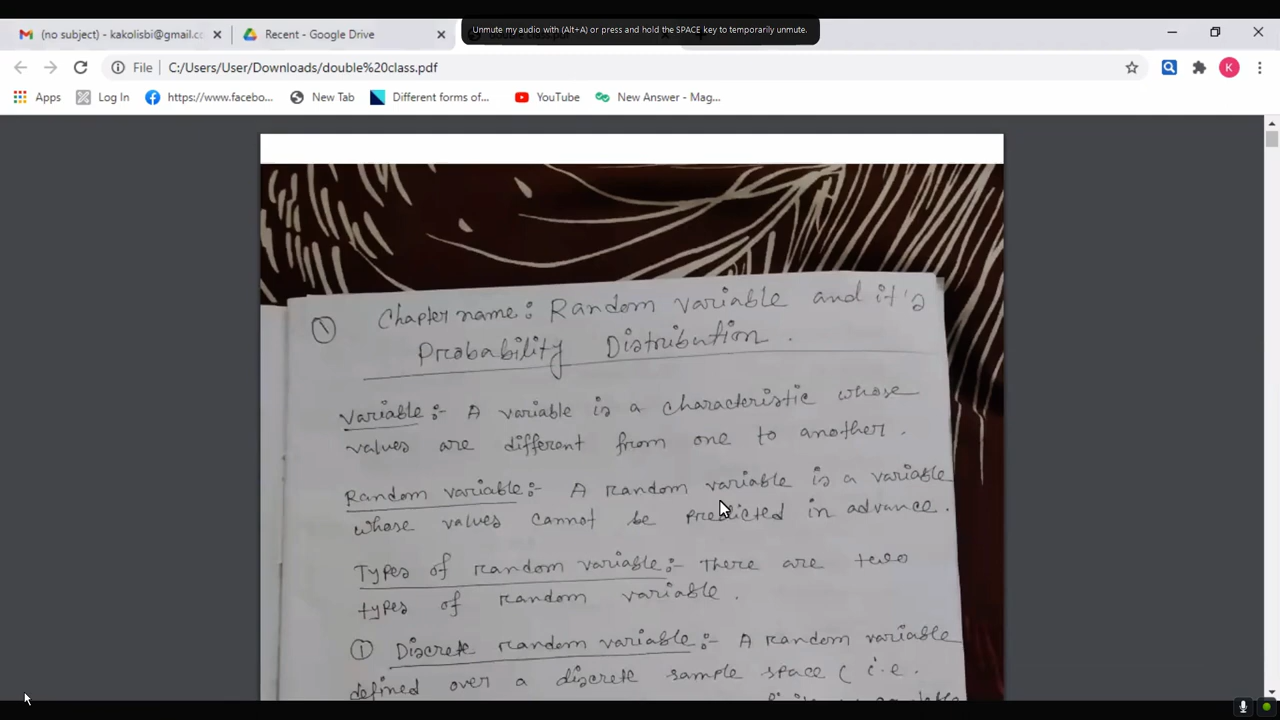 Unmute my audio with (Alt+A) or press and hold the SPACE key to temporarily unmute.
(no subject) - kakolisbi@gmail.cc
Recent - Google Drive
File
C:/Users/User/Downloads/double%20class.pdf
K
Apps
Log In
https://www.facebo...
New Tab
Different forms of...
YouTube
New Answer - Mag...
1 Chapter name: Random variable and it's
Probability Distribution.
Variable :- A variable is a characteristic whose
values are different from one to another.
Random variable :- A random variable is a variable
whose values cannot be predicted in advance.
Types of random variable :- There are two
types of random variable.
① Discrete random variable :- A random variable
defined over a discrete sample space (i.e.